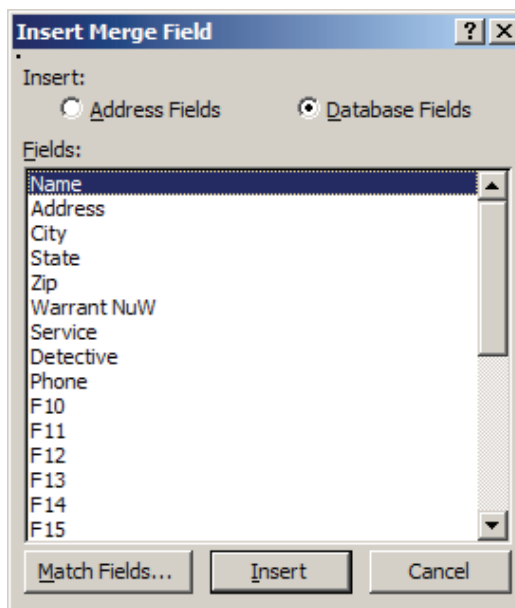 Insert Merge Field
Insert:
Address Fields Database Fields
Fields:
Name
Address
City
State
Zip
Warrant NuW
Service
Detective
Phone
F10
F11
F12
F13
F14
F15
Match Fields... Insert Cancel